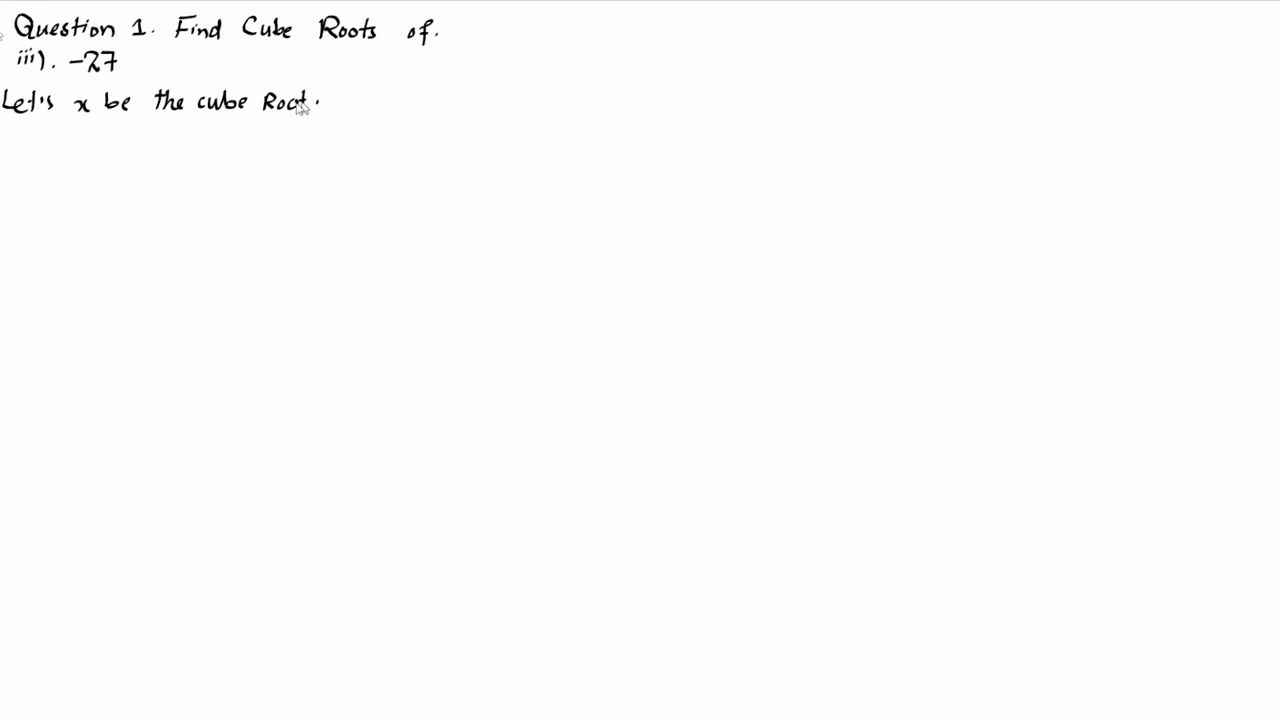 Question 1. Find Cube Roots of.
iii). -27
Let's x be the cube Root.